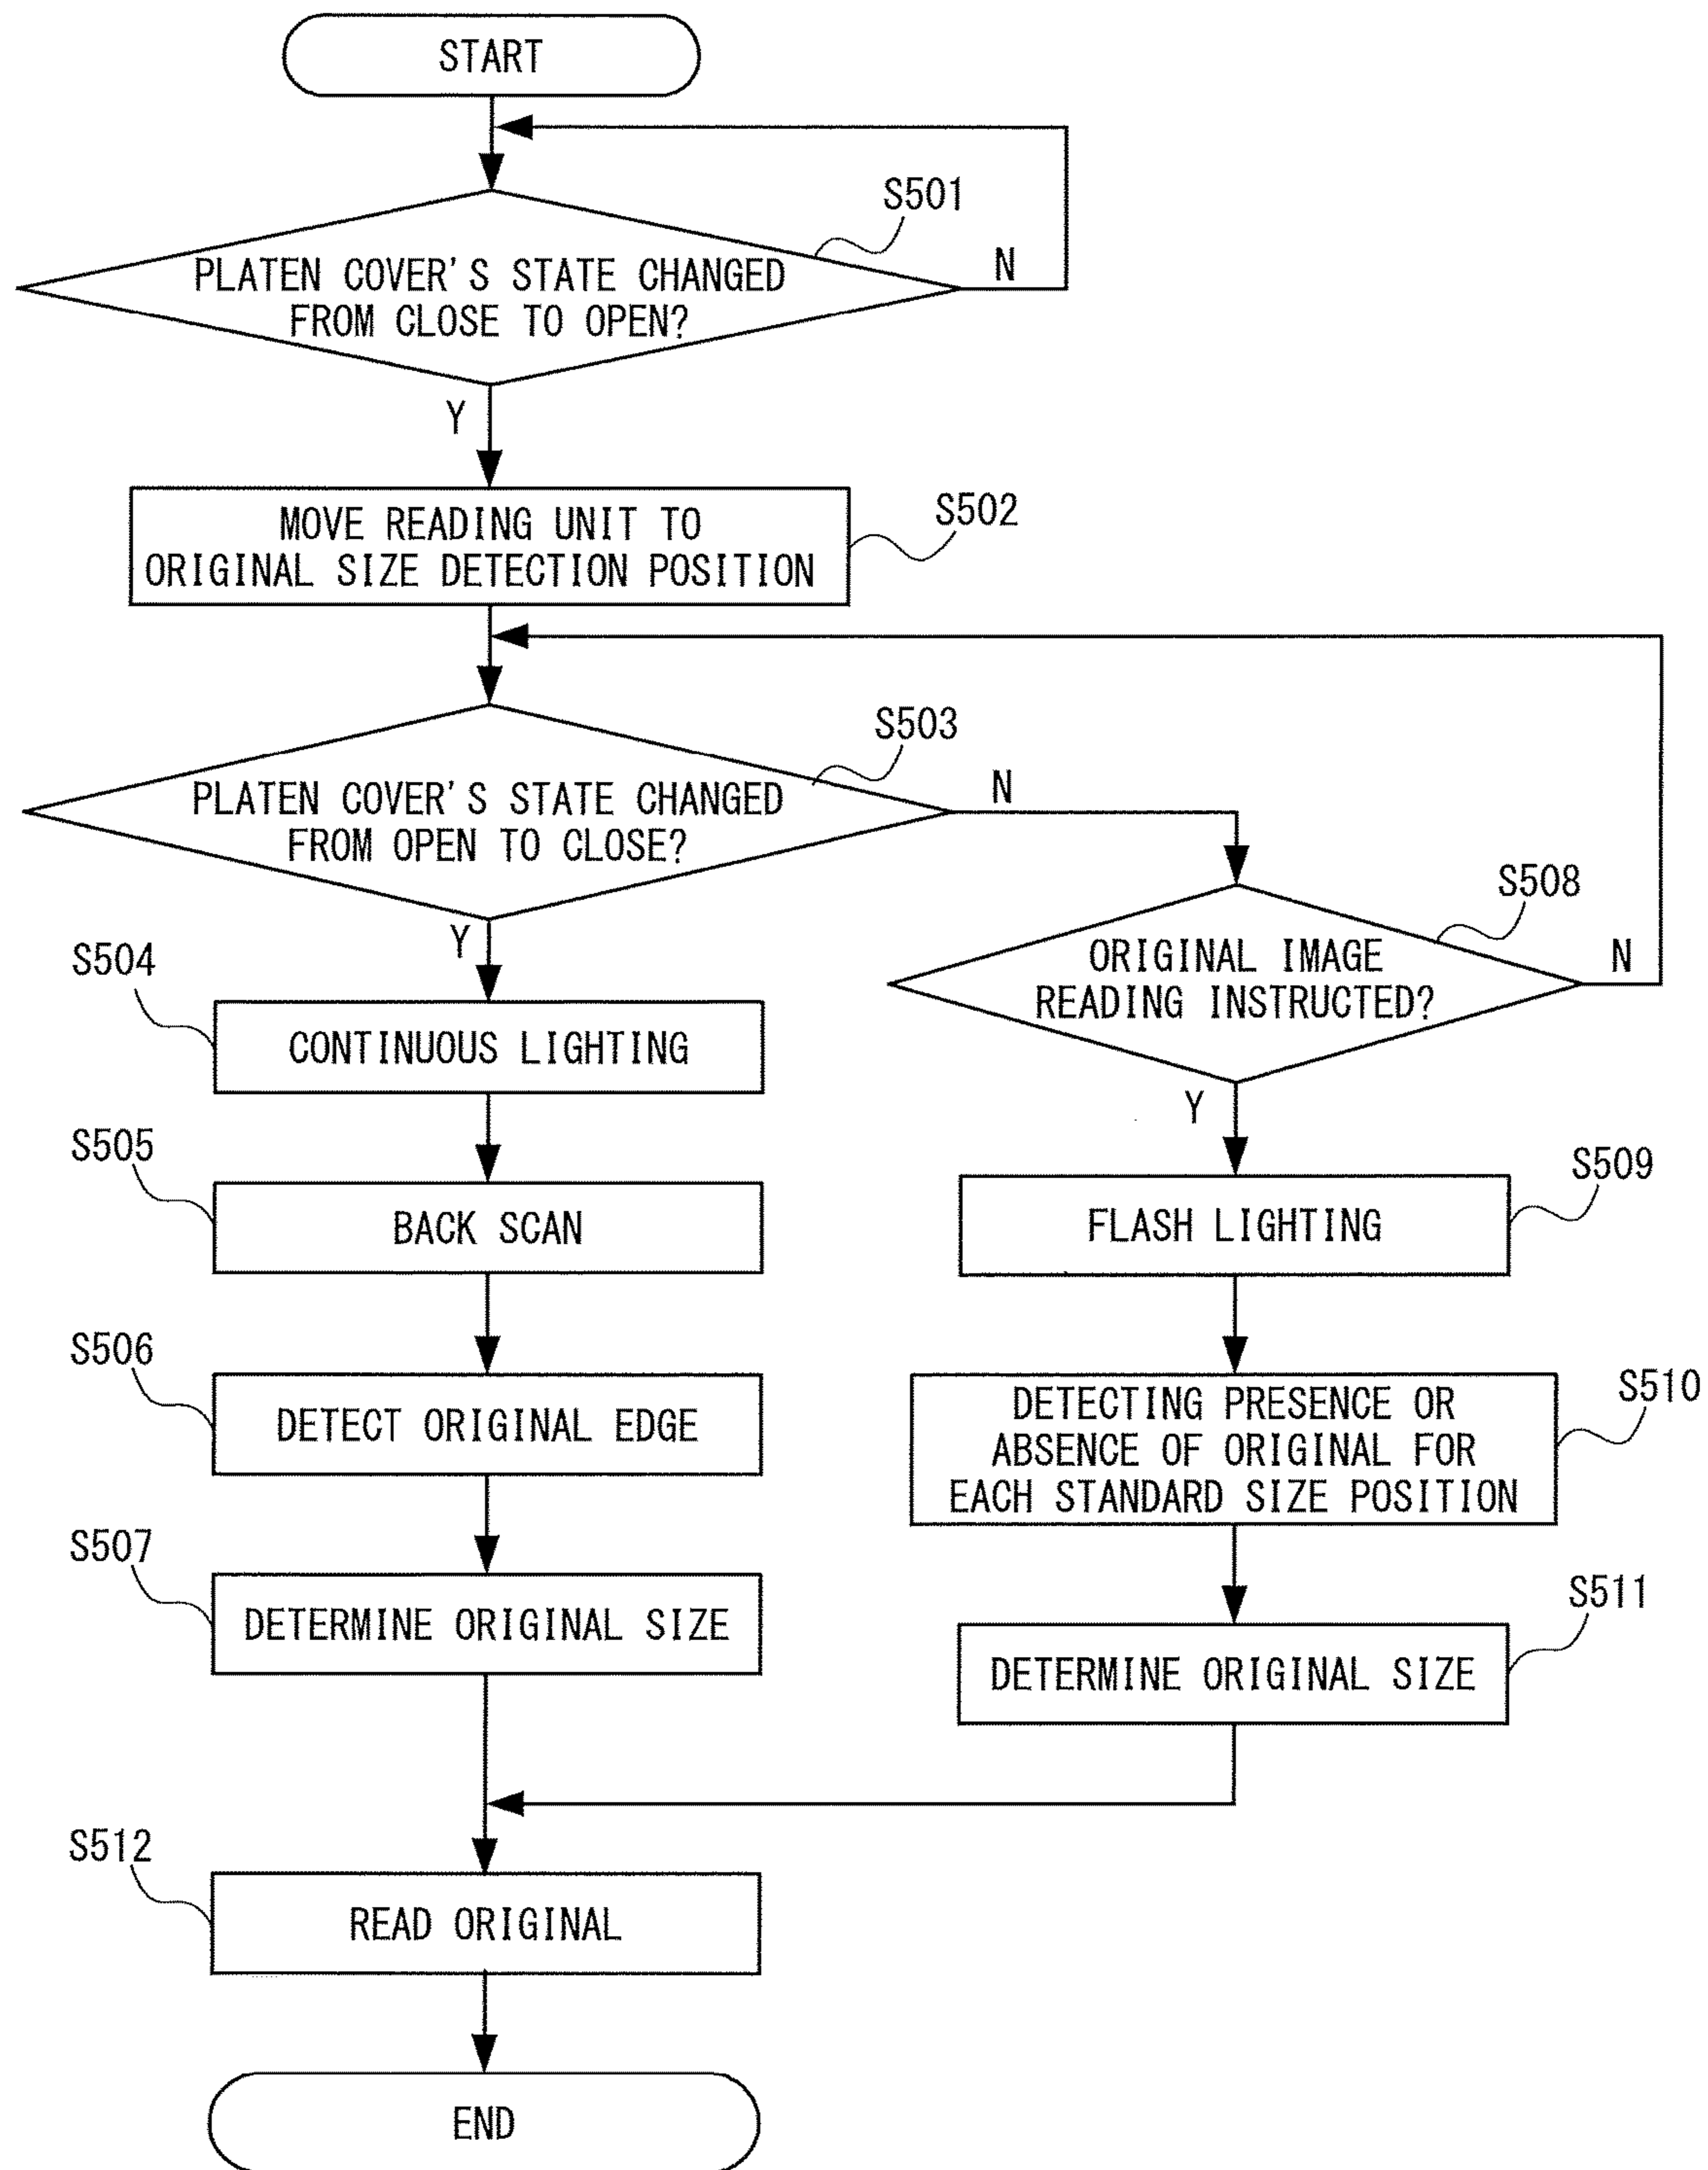 START
S501
PLATEN COVER'S STATE CHANGED
FROM CLOSE TO OPEN?
N
Y
MOVE READING UNIT TO
ORIGINAL SIZE DETECTION POSITION
S502
S503
PLATEN COVER'S STATE CHANGED
FROM OPEN TO CLOSE?
N
Y
S508
ORIGINAL IMAGE
READING INSTRUCTED?
N
Y
S504
CONTINUOUS LIGHTING
S505
BACK SCAN
S509
FLASH LIGHTING
S506
DETECT ORIGINAL EDGE
S510
DETECTING PRESENCE OR
ABSENCE OF ORIGINAL FOR
EACH STANDARD SIZE POSITION
S507
DETERMINE ORIGINAL SIZE
S511
DETERMINE ORIGINAL SIZE
S512
READ ORIGINAL
END